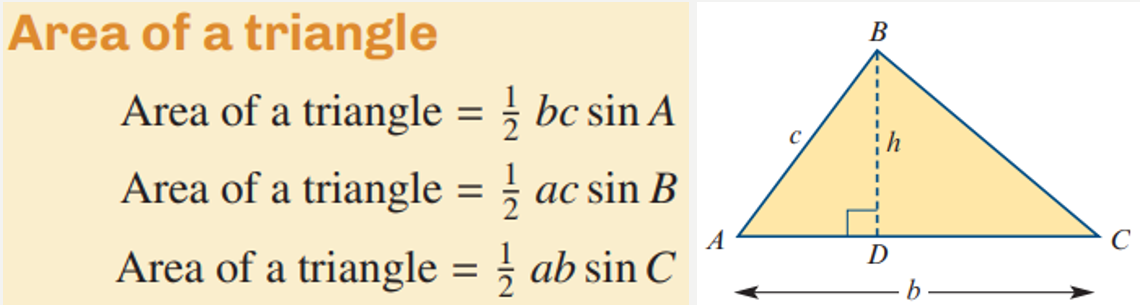 Area of a triangle
Area of a triangle = 1/2 bc sin A
Area of a triangle = 1/2 ac sin B
Area of a triangle = 1/2 ab sin C
B
c
h
A
D
C
b